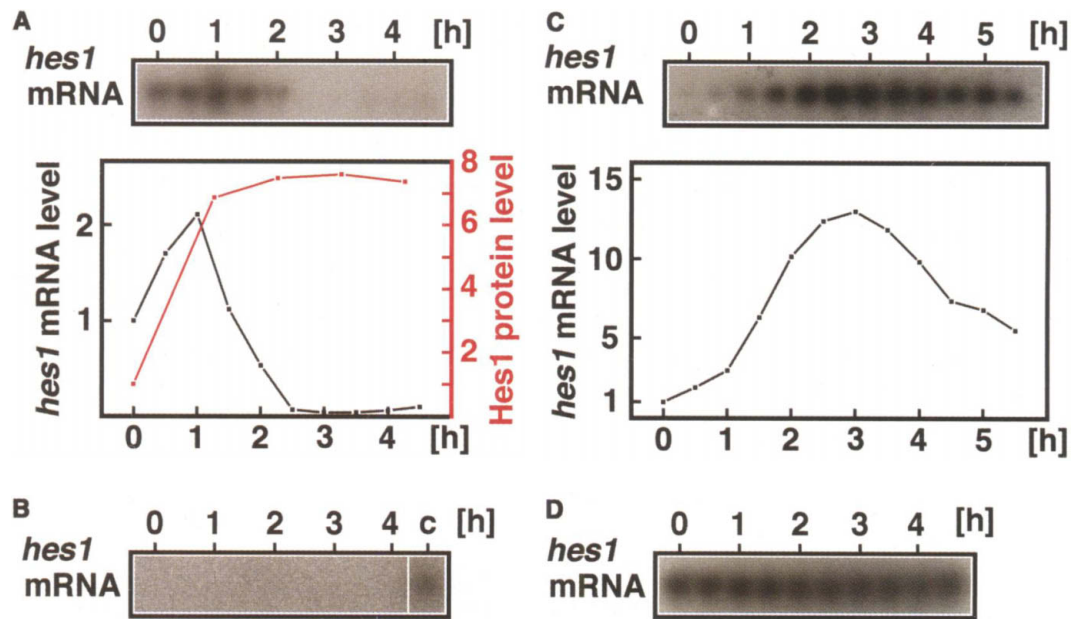 A
0 1 2 3 4 [h]
hes1
mRNA
hes1 mRNA level
2
1
8
6
4
2
Hes1 protein level
0 1 2 3 4 [h]
C
0 1 2 3 4 5 [h]
hes1
mRNA
hes1 mRNA level
15
10
5
1
0 1 2 3 4 5 [h]
B
0 1 2 3 4 c [h]
hes1
mRNA
D
0 1 2 3 4 [h]
hes1
mRNA